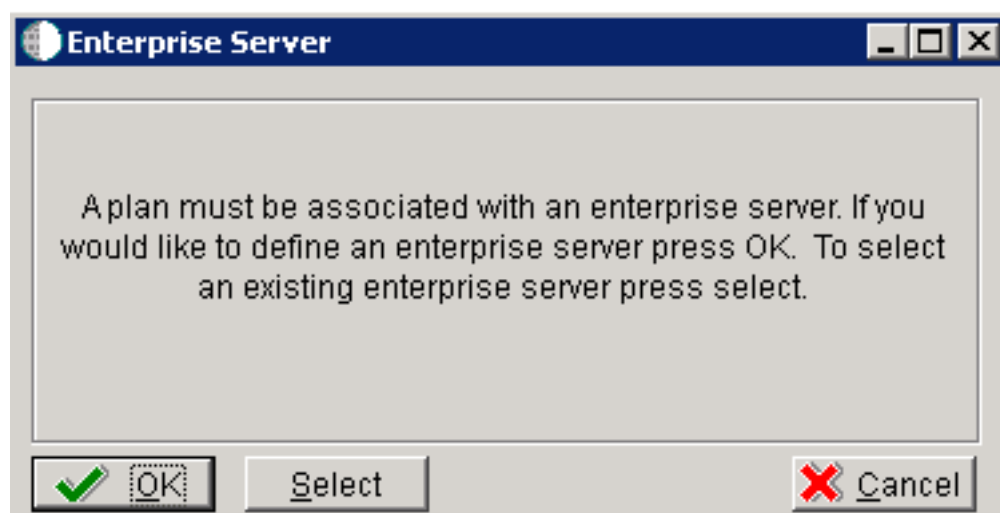 Enterprise Server
A plan must be associated with an enterprise server. If you
would like to define an enterprise server press OK.  To select
an existing enterprise server press select.
OK Select Cancel